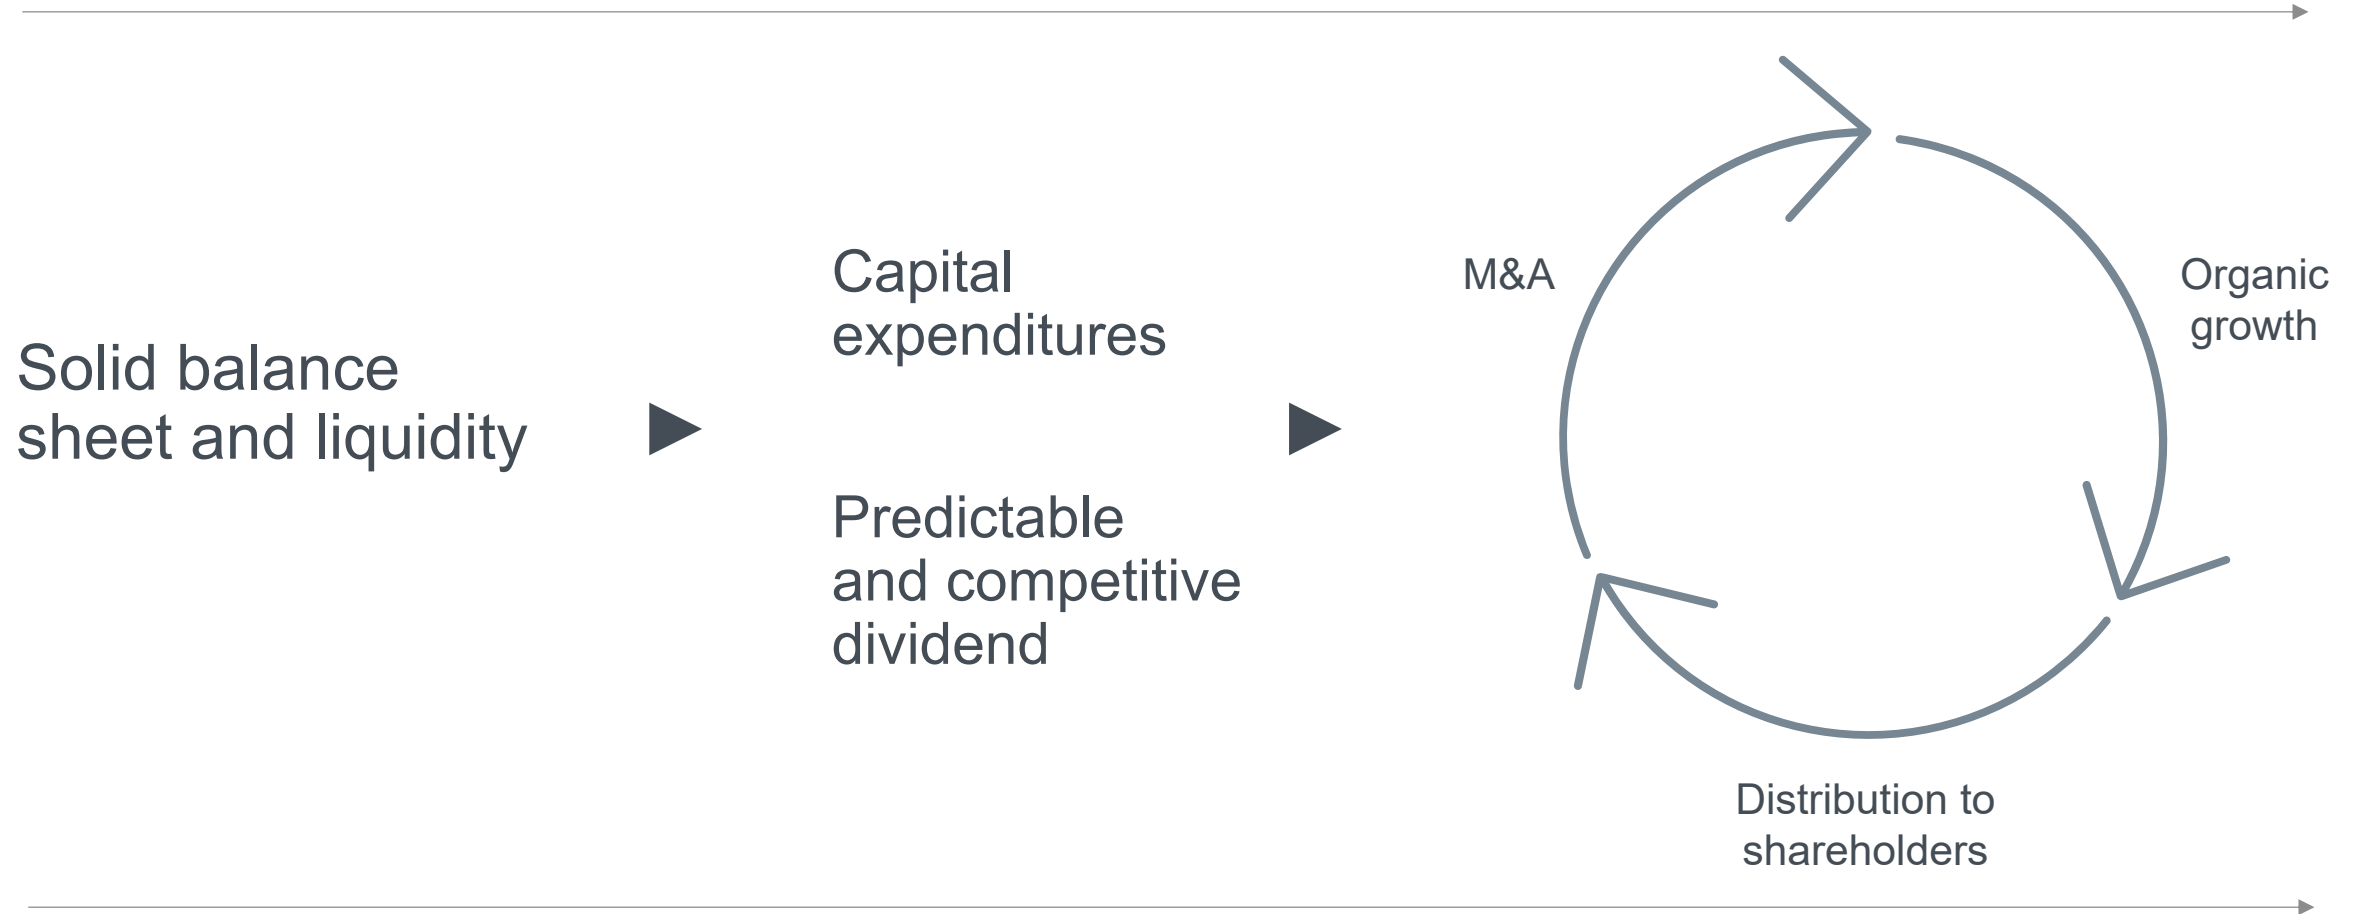 Solid balance
sheet and liquidity
Capital
expenditures
Predictable
and competitive
dividend
M&A
Organic
growth
Distribution to
shareholders